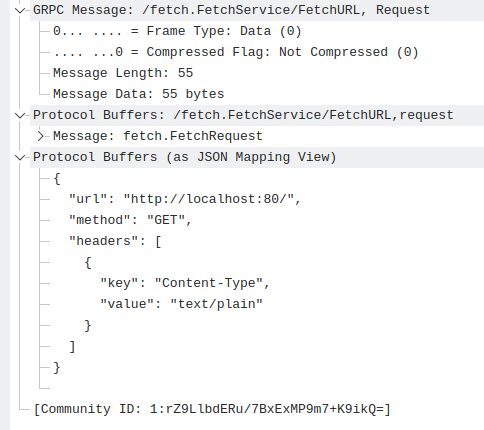 GRPC Message: /fetch.FetchService/FetchURL, Request
0... .... = Frame Type: Data (0)
.... ...0 = Compressed Flag: Not Compressed (0)
Message Length: 55
Message Data: 55 bytes
Protocol Buffers: /fetch.FetchService/FetchURL,request
Message: fetch.FetchRequest
Protocol Buffers (as JSON Mapping View)
{
"url": "http://localhost:80/",
"method": "GET",
"headers": [
{
"key": "Content-Type",
"value": "text/plain"
}
]
}
[Community ID: 1:rZ9LlbdERu/7BxExMP9m7+K9ikQ=]